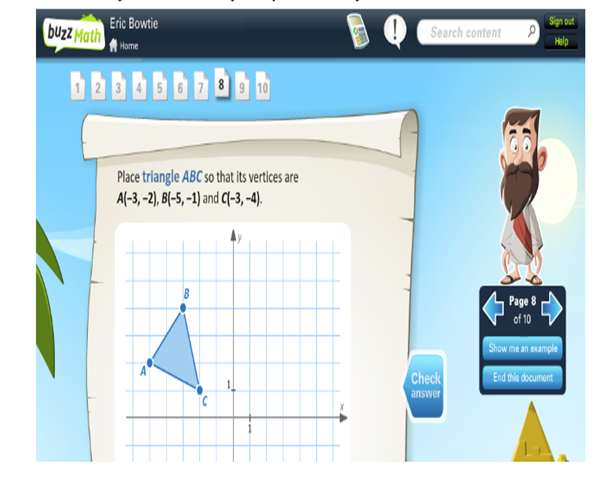 buzz Math
Eric Bowtie
Home
Search content
Sign out
Help
1 2 3 4 5 6 7 8 9 10
Place triangle ABC so that its vertices are
A(−3, −2), B(−5, −1) and C(−3, −4).
y
B
A
C
1
x
1
Check
answer
Page 8
of 10
Show me an example
End this document